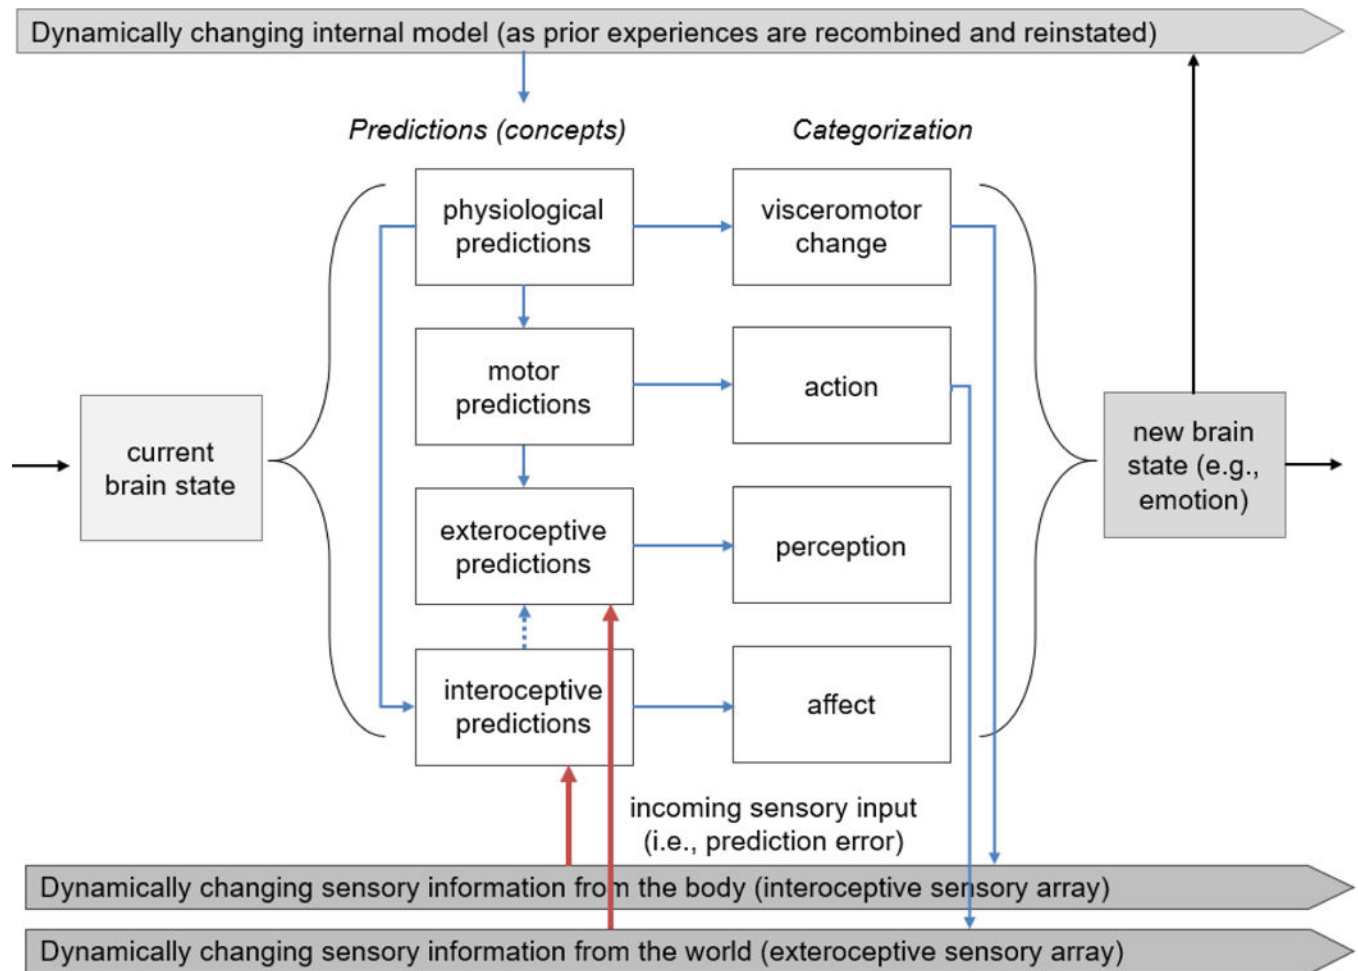 Dynamically changing internal model (as prior experiences are recombined and reinstated)
Predictions (concepts)
Categorization
physiological
predictions
visceromotor
change
motor
predictions
action
current
brain state
new brain
state (e.g.,
emotion)
exteroceptive
predictions
perception
interoceptive
predictions
affect
incoming sensory input
(i.e., prediction error)
Dynamically changing sensory information from the body (interoceptive sensory array)
Dynamically changing sensory information from the world (exteroceptive sensory array)